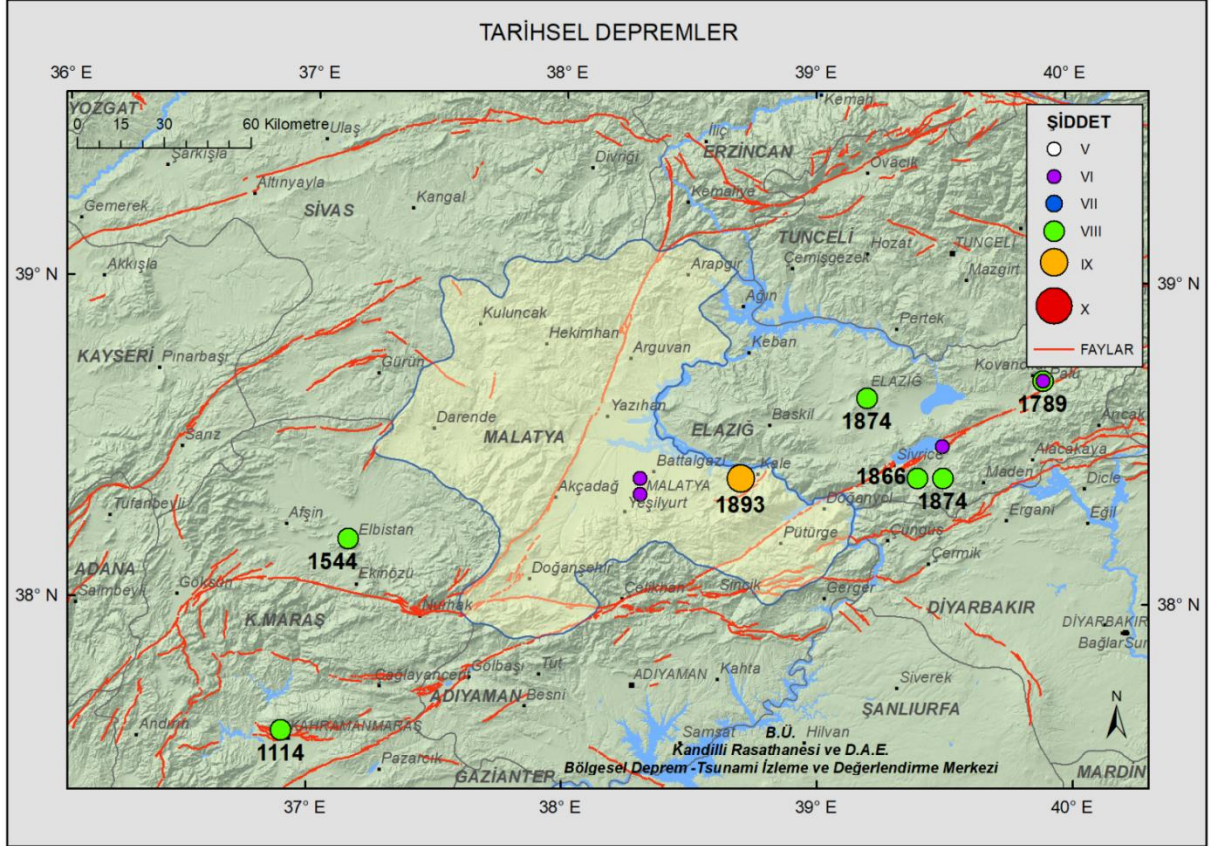 TARİHSEL DEPREMLER
36° E 37° E 38° E 39° E 40° E
YOZGAT
0 15 30 60 Kilometre
Ulaş
Kemah
ŞİDDET
V
VI
VII
VIII
IX
X
FAYLAR
Şarkışla
Divriği
İliç
ERZİNCAN
Ovacık
Altınyayla
Kangal
Kemaliye
Gemerek
SİVAS
TUNCELİ
Hozat
TUNCELİ
Çemişgezek
Mazgirt
39° N
Akkışla
Arapgir
39° N
Ağın
Kuluncak
Hekimhan
Pertek
KAYSERİ
Pınarbaşı
Gürün
Arguvan
Keban
Palu
ELAZIĞ
1789
Yazıhan
1874
Darende
MALATYA
Baskil
ELAZIĞ
Sarız
Sivrice
Alacakaya
Battalgazi
Kale
1866
Maden
MALATYA
Akçadağ
1893
1874
Dicle
Yeşilyurt
Doğanyol
Tufanbeyli
Afşin
Elbistan
Ergani
Eğil
1544
Pütürge
Çüngüş
Çermik
ADANA
Ekinözü
Doğanşehir
Saimbeyli
Göksun
Çelikhan
Sincik
Gerger
38° N
38° N
Nurhak
K.MARAŞ
DİYARBAKIR
DİYARBAKIR
Bağlar
Sur
Çağlayancerit
Gölbaşı
Tut
ADIYAMAN
Kahta
Siverek
ADIYAMAN
Besni
ŞANLIURFA
N
Andırın
KAHRAMANMARAŞ
1114
Samsat
B.Ü.
Hilvan
Kandilli Rasathanesi ve D.A.E.
Pazarcık
Bölgesel Deprem -Tsunami İzleme ve Değerlendirme Merkezi
GAZİANTEP
MARDİN
37° E 38° E 39° E 40° E